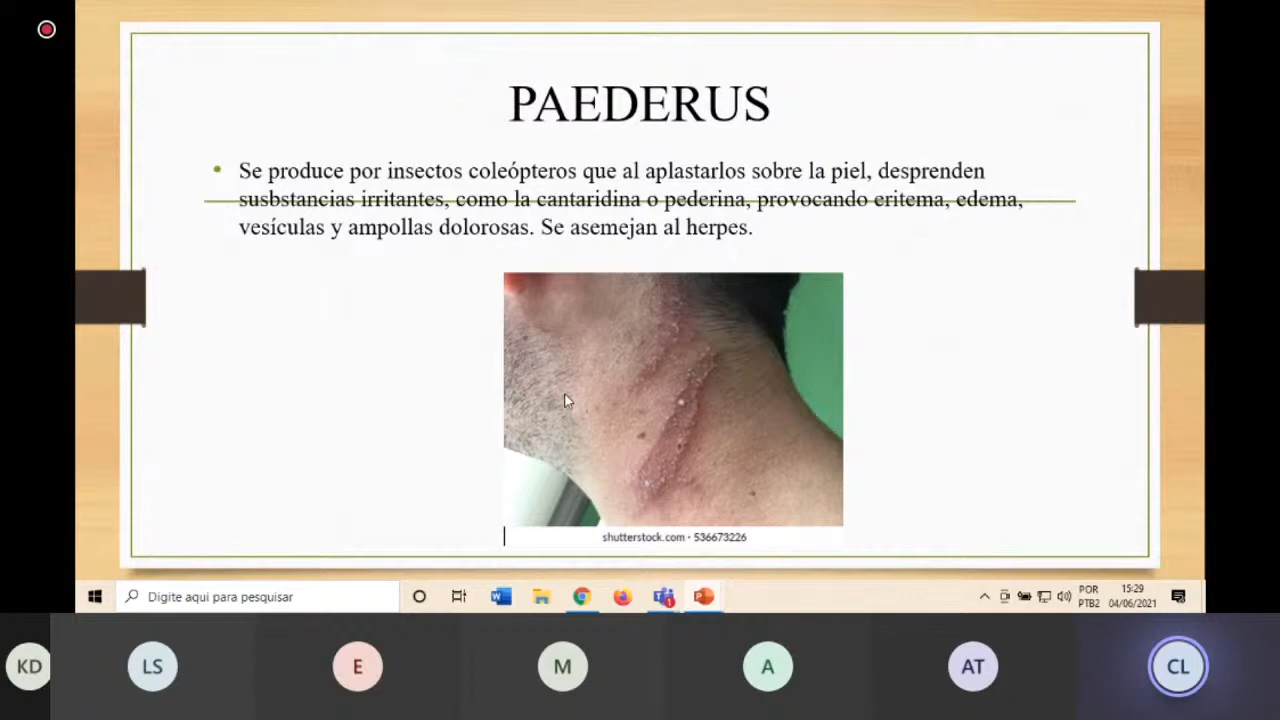 PAEDERUS
• Se produce por insectos coleópteros que al aplastarlos sobre la piel, desprenden
susbstancias irritantes, como la cantaridina o pederina, provocando eritema, edema,
vesículas y ampollas dolorosas. Se asemejan al herpes.
shutterstock.com · 536673226
Digite aqui para pesquisar
POR
PTB2
15:29
04/06/2021
KD
LS
E
M
A
AT
CL